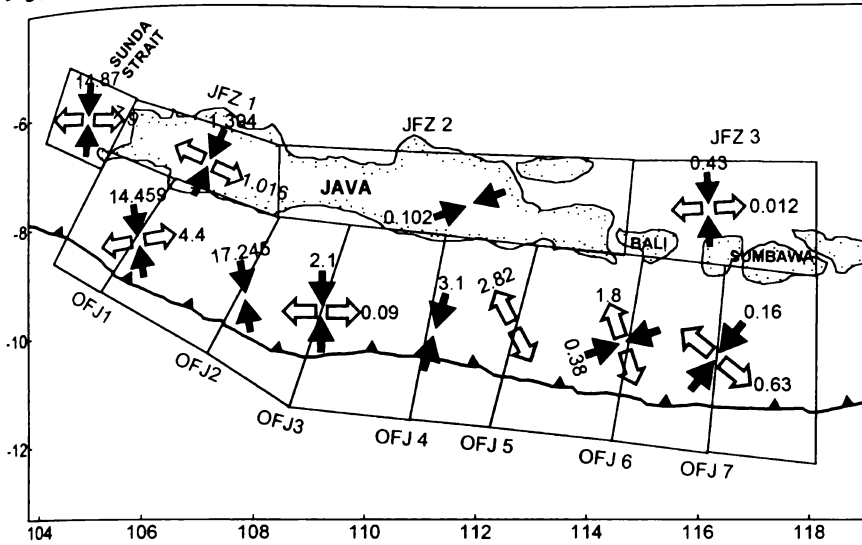 SUNDA
STRAIT
14.87
7.9
JFZ 1
1.394
1.016
JFZ 2
JFZ 3
0.43
0.012
JAVA
0.102
BALI
SUMBAWA
14.459
4.4
17.245
2.1
0.09
3.1
2.82
1.8
0.38
0.16
0.63
OFJ1
OFJ2
OFJ3
OFJ 4
OFJ 5
OFJ 6
OFJ 7
-6
-8
-10
-12
104
106
108
110
112
114
116
118